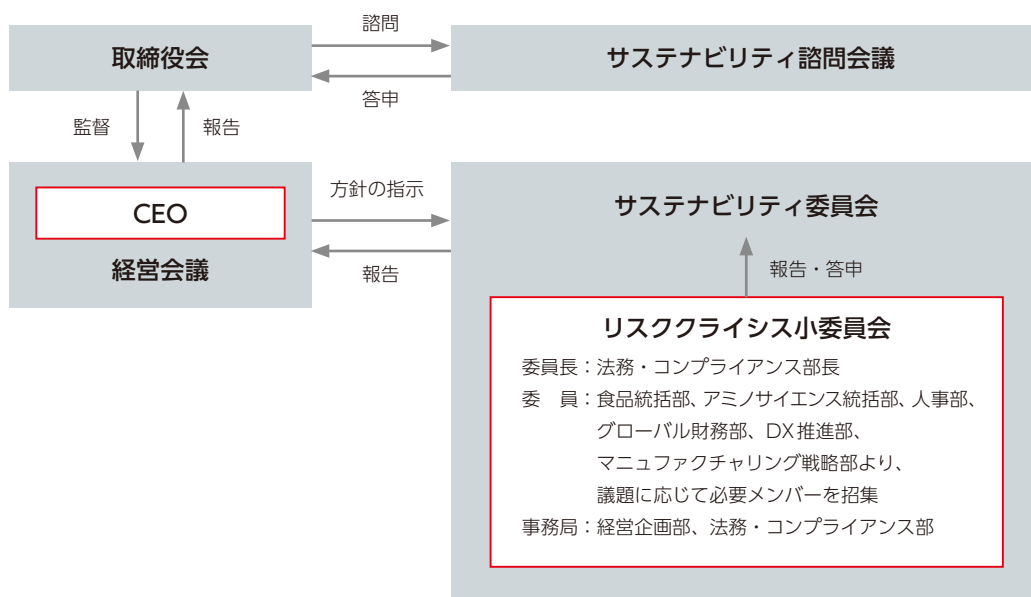 取締役会
諮問
答申
サステナビリティ諮問会議
監督
報告
CEO
経営会議
方針の指示
報告
サステナビリティ委員会
報告・答申
リスククライシス小委員会
委員長：法務・コンプライアンス部長
委　員：食品統括部、アミノサイエンス統括部、人事部、
グローバル財務部、DX推進部、
マニュファクチャリング戦略部より、
議題に応じて必要メンバーを招集
事務局：経営企画部、法務・コンプライアンス部